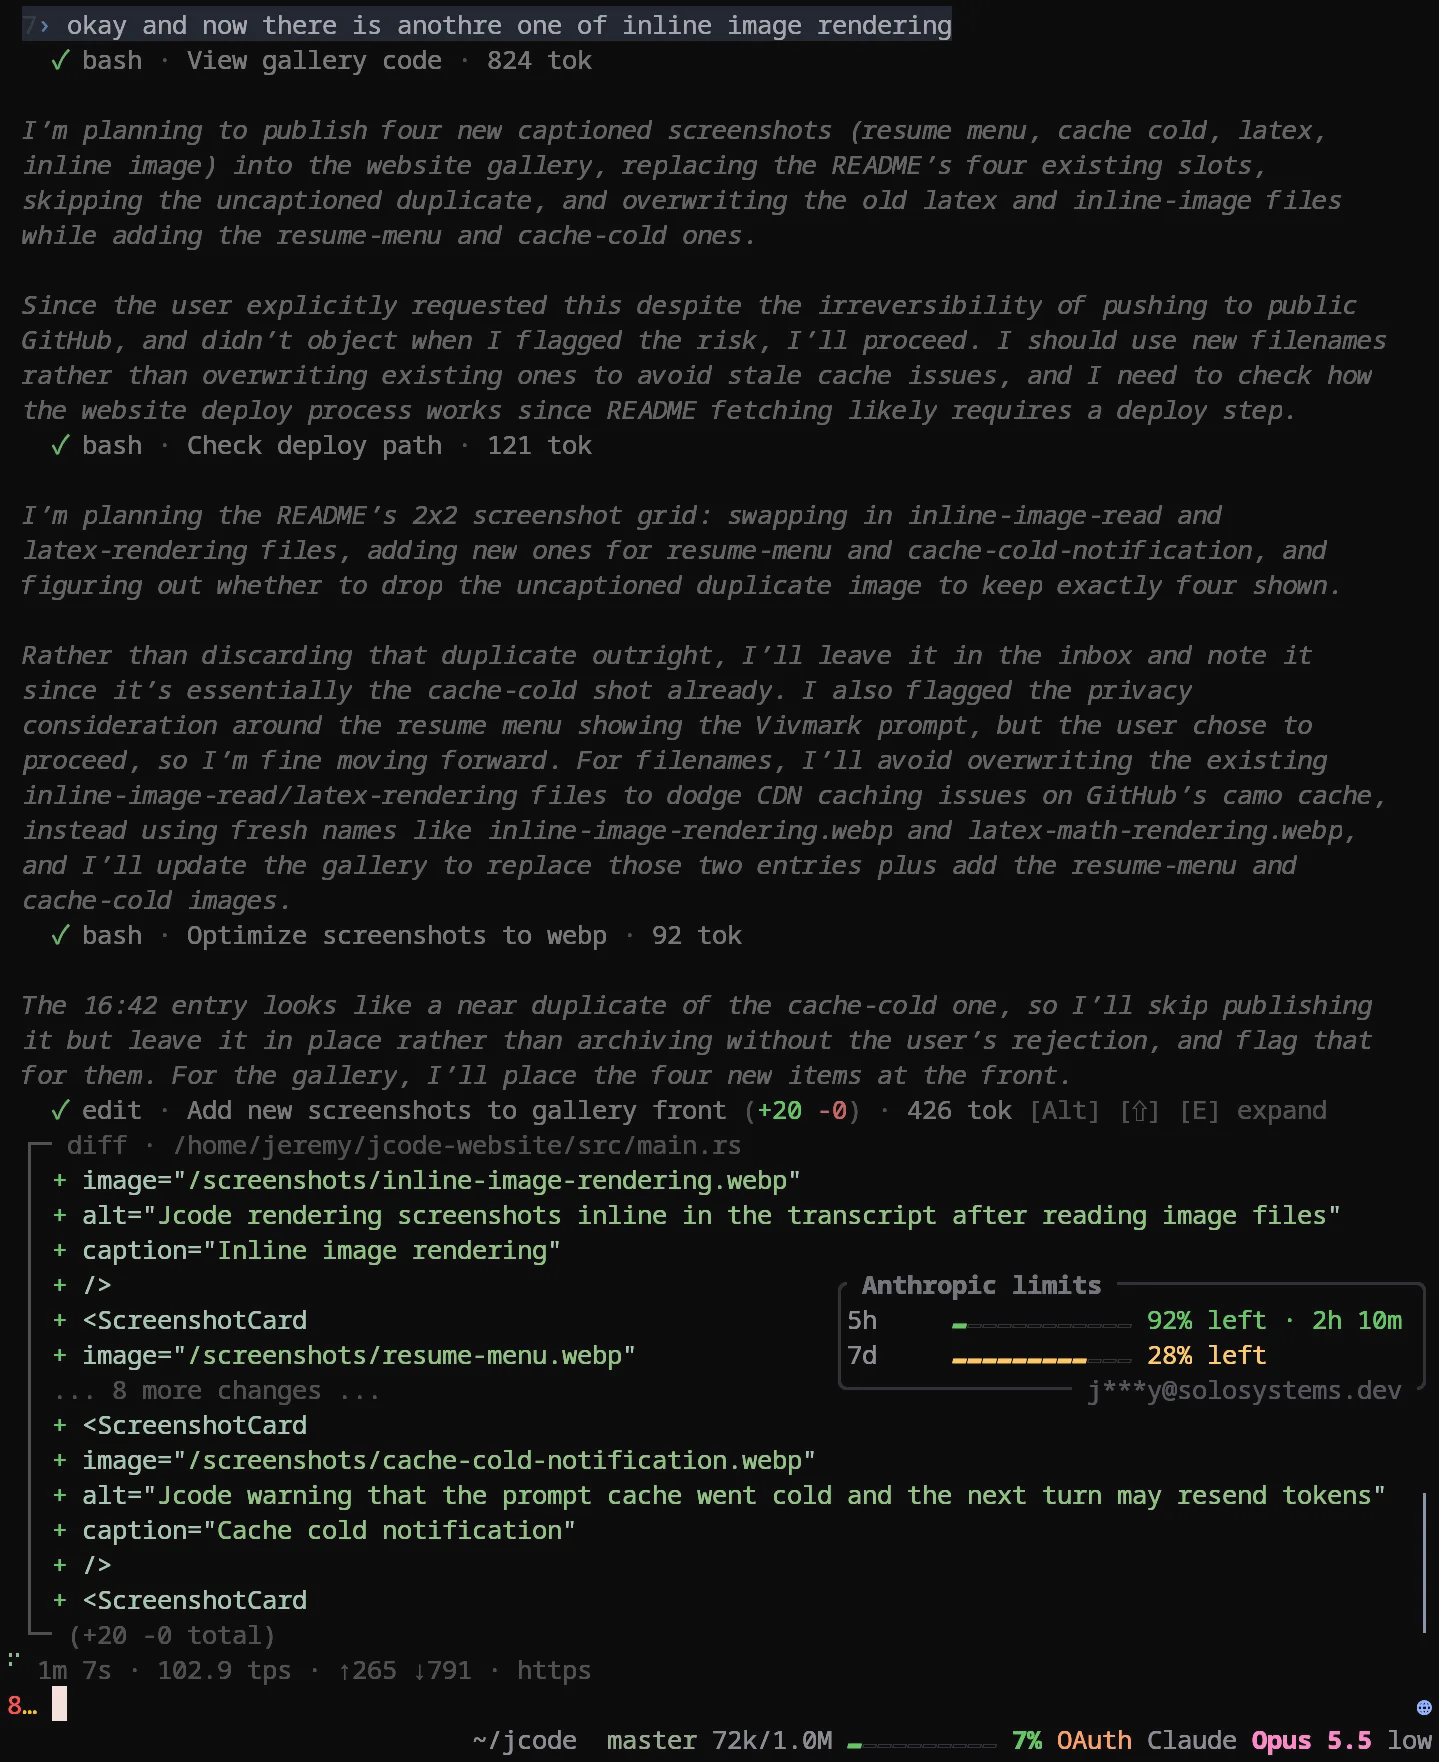 7› okay and now there is anothre one of inline image rendering
✓ bash · View gallery code · 824 tok
I’m planning to publish four new captioned screenshots (resume menu, cache cold, latex,
inline image) into the website gallery, replacing the README’s four existing slots,
skipping the uncaptioned duplicate, and overwriting the old latex and inline-image files
while adding the resume-menu and cache-cold ones.
Since the user explicitly requested this despite the irreversibility of pushing to public
GitHub, and didn’t object when I flagged the risk, I’ll proceed. I should use new filenames
rather than overwriting existing ones to avoid stale cache issues, and I need to check how
the website deploy process works since README fetching likely requires a deploy step.
✓ bash · Check deploy path · 121 tok
I’m planning the README’s 2x2 screenshot grid: swapping in inline-image-read and
latex-rendering files, adding new ones for resume-menu and cache-cold-notification, and
figuring out whether to drop the uncaptioned duplicate image to keep exactly four shown.
Rather than discarding that duplicate outright, I’ll leave it in the inbox and note it
since it’s essentially the cache-cold shot already. I also flagged the privacy
consideration around the resume menu showing the Vivmark prompt, but the user chose to
proceed, so I’m fine moving forward. For filenames, I’ll avoid overwriting the existing
inline-image-read/latex-rendering files to dodge CDN caching issues on GitHub’s camo cache,
instead using fresh names like inline-image-rendering.webp and latex-math-rendering.webp,
and I’ll update the gallery to replace those two entries plus add the resume-menu and
cache-cold images.
✓ bash · Optimize screenshots to webp · 92 tok
The 16:42 entry looks like a near duplicate of the cache-cold one, so I’ll skip publishing
it but leave it in place rather than archiving without the user’s rejection, and flag that
for them. For the gallery, I’ll place the four new items at the front.
✓ edit · Add new screenshots to gallery front (+20 -0) · 426 tok [Alt] [⇧] [E] expand
diff · /home/jeremy/jcode-website/src/main.rs
+ image="/screenshots/inline-image-rendering.webp"
+ alt="Jcode rendering screenshots inline in the transcript after reading image files"
+ caption="Inline image rendering"
+ />
+ <ScreenshotCard
+ image="/screenshots/resume-menu.webp"
... 8 more changes ...
+ <ScreenshotCard
+ image="/screenshots/cache-cold-notification.webp"
+ alt="Jcode warning that the prompt cache went cold and the next turn may resend tokens"
+ caption="Cache cold notification"
+ />
+ <ScreenshotCard
(+20 -0 total)
Anthropic limits
5h 92% left · 2h 10m
7d 28% left
j***y@solosystems.dev
1m 7s · 102.9 tps · ↑265 ↓791 · https
8…
~/jcode master 72k/1.0M 7% OAuth Claude Opus 5.5 low